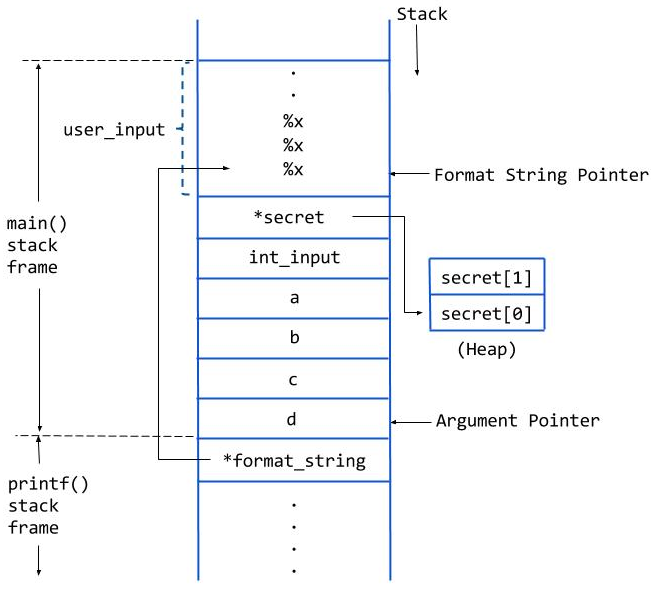 Stack
.
.
%x
user_input
%x
%x
Format String Pointer
*secret
main()
stack
frame
int_input
secret[1]
a
secret[0]
b
(Heap)
c
d
Argument Pointer
*format_string
printf()
stack
frame
.
.
.
.